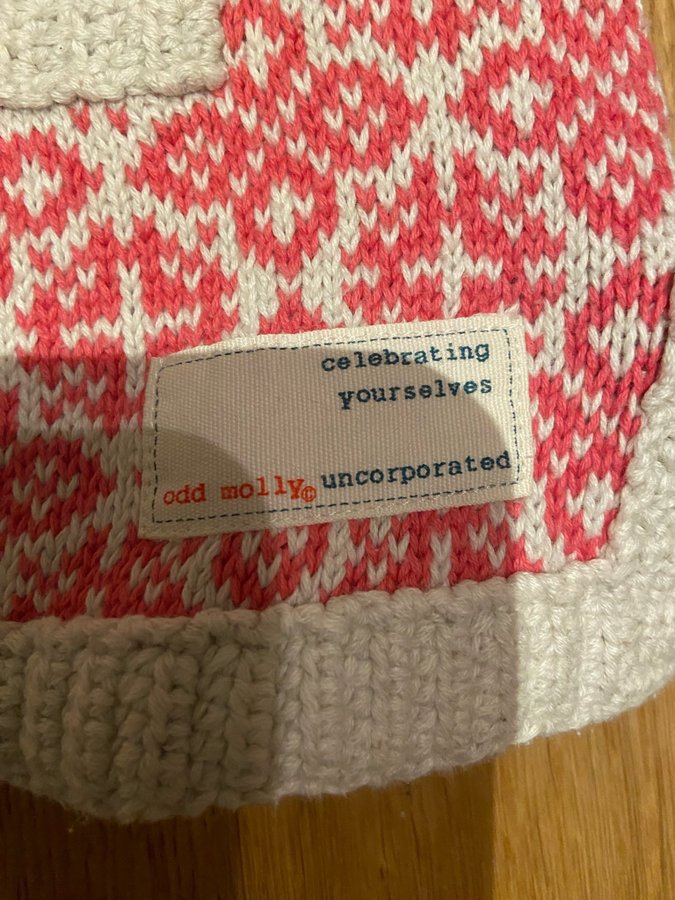 celebrating
yourselves
odd molly© uncorporated